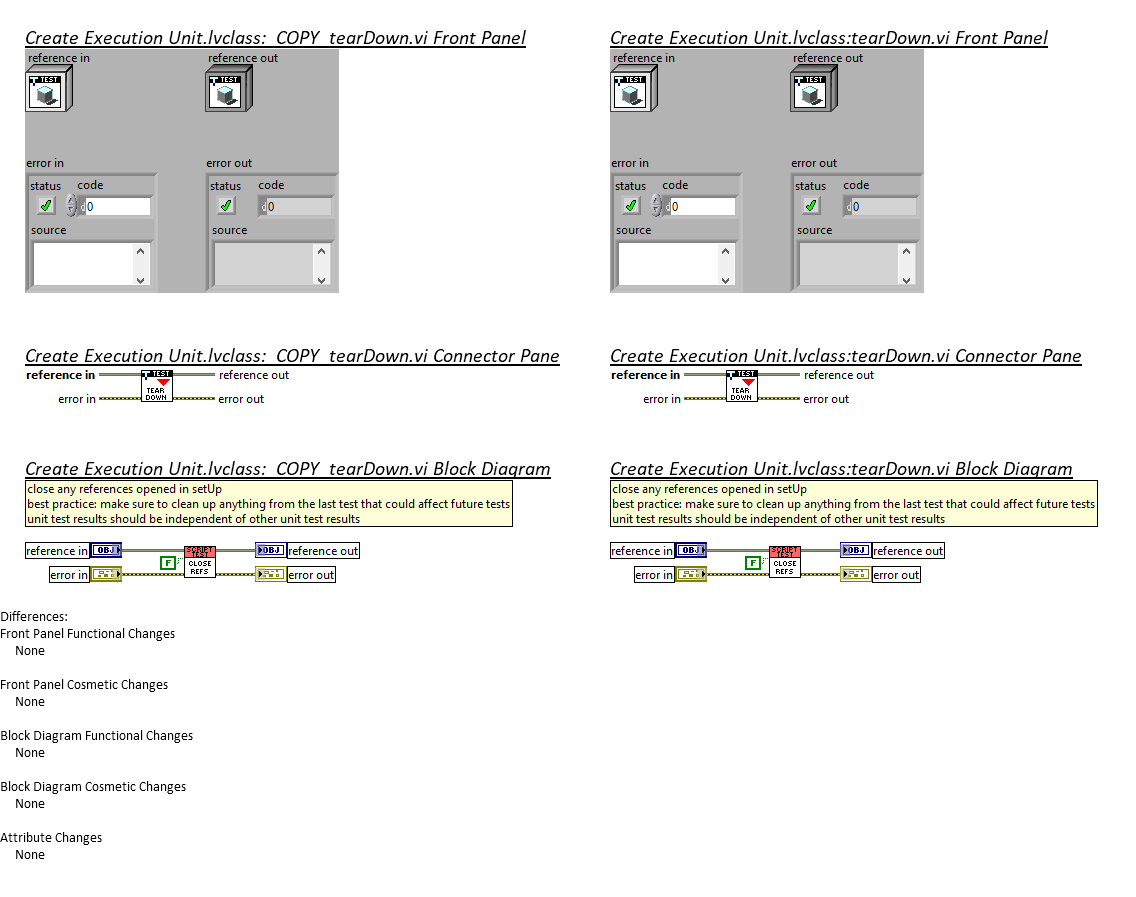 Create Execution Unit.lvclass:_COPY_tearDown.vi Front Panel
reference in
reference out
TEST
TEST
error in
error out
status
code
status
code
d0
d0
source
source
Create Execution Unit.lvclass:tearDown.vi Front Panel
reference in
reference out
TEST
TEST
error in
error out
status
code
status
code
d0
d0
source
source
Create Execution Unit.lvclass:_COPY_tearDown.vi Connector Pane
reference in
TEST
TEAR
DOWN
reference out
error in
error out
Create Execution Unit.lvclass:tearDown.vi Connector Pane
reference in
TEST
TEAR
DOWN
reference out
error in
error out
Create Execution Unit.lvclass:_COPY_tearDown.vi Block Diagram
close any references opened in setUp
best practice: make sure to clean up anything from the last test that could affect future tests
unit test results should be independent of other unit test results
reference in
OBJ
SCRIPT
TEST
CLOSE
REFS
OBJ
reference out
F
error in
error out
Create Execution Unit.lvclass:tearDown.vi Block Diagram
close any references opened in setUp
best practice: make sure to clean up anything from the last test that could affect future tests
unit test results should be independent of other unit test results
reference in
OBJ
SCRIPT
TEST
CLOSE
REFS
OBJ
reference out
F
error in
error out
Differences:
Front Panel Functional Changes
None
Front Panel Cosmetic Changes
None
Block Diagram Functional Changes
None
Block Diagram Cosmetic Changes
None
Attribute Changes
None